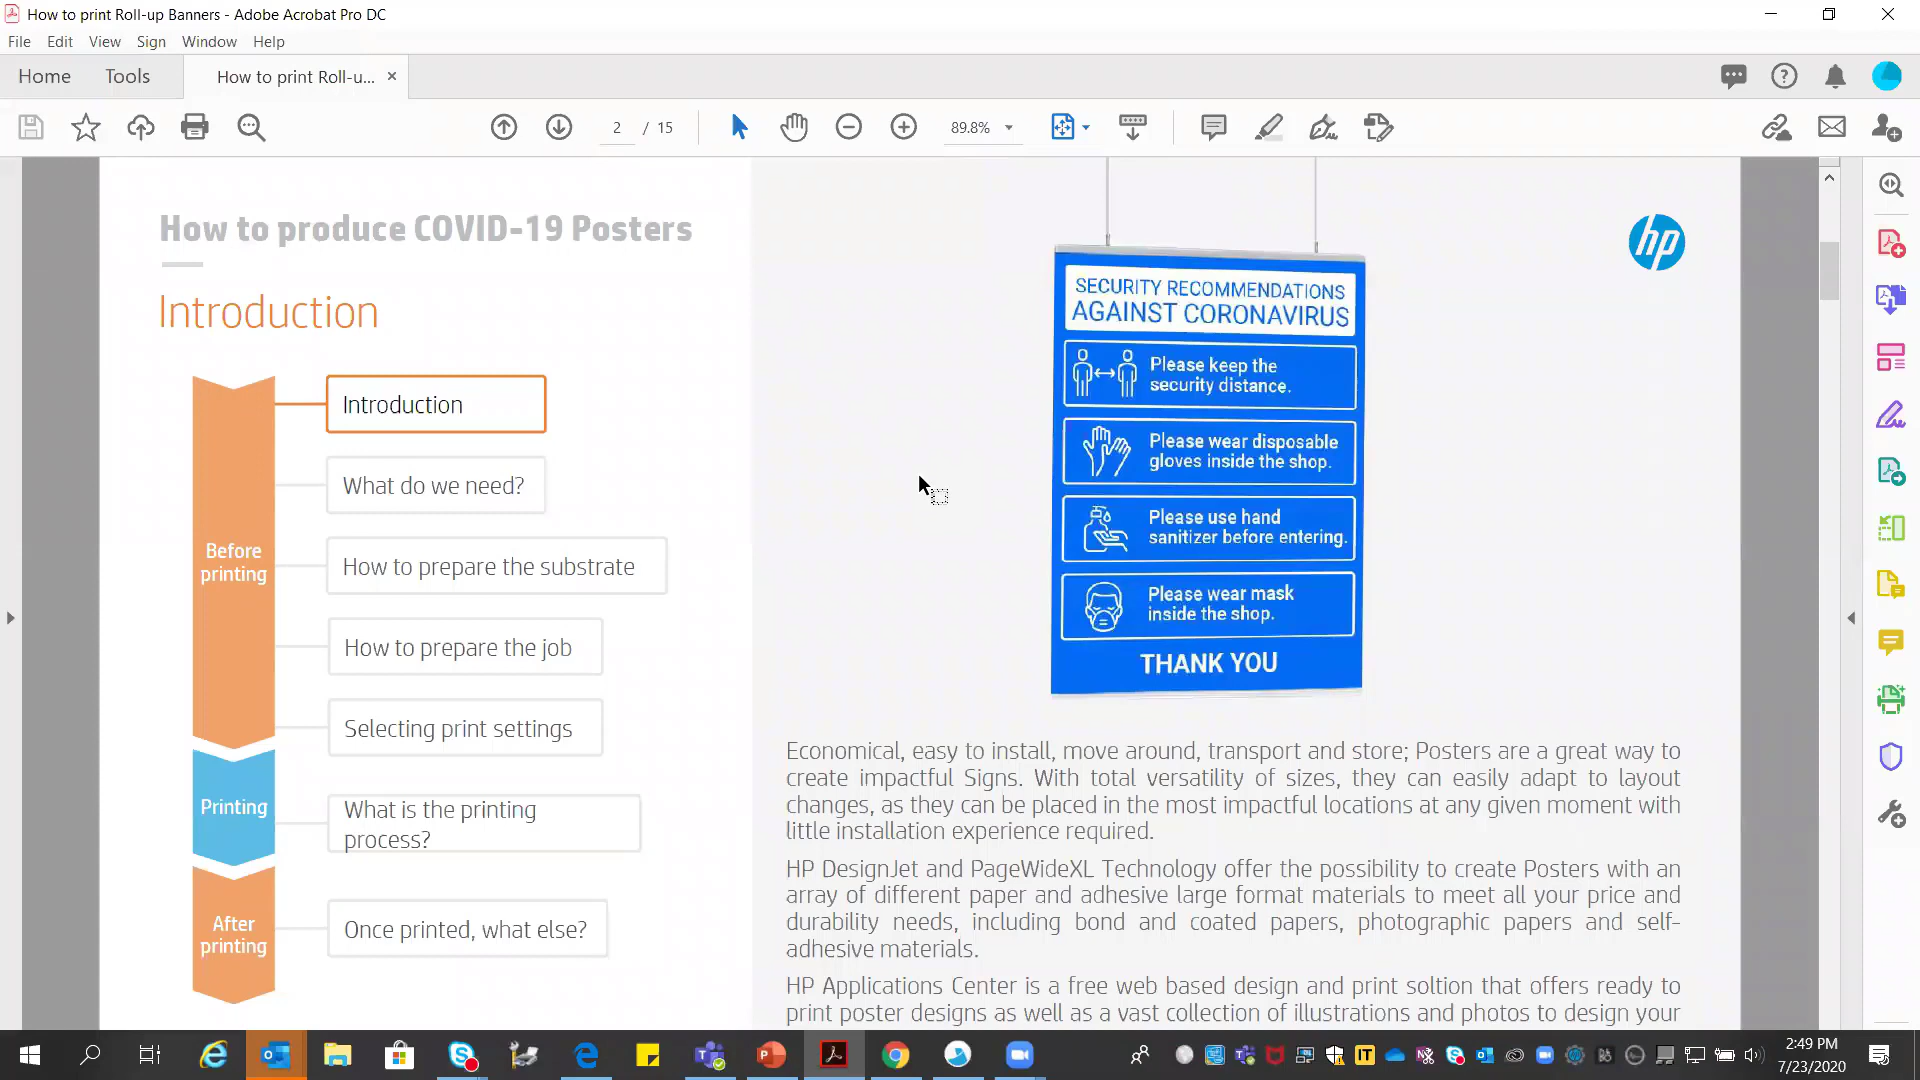 How to print Roll-up Banners - Adobe Acrobat Pro DC
File Edit View Sign Window Help
Home Tools How to print Roll-u... ×
2 / 15 89.8%
How to produce COVID-19 Posters
hp
Introduction
SECURITY RECOMMENDATIONS
AGAINST CORONAVIRUS
Please keep the
security distance.
Please wear disposable
gloves inside the shop.
Please use hand
sanitizer before entering.
Please wear mask
inside the shop.
THANK YOU
Before
printing
Introduction
What do we need?
How to prepare the substrate
How to prepare the job
Selecting print settings
Printing
What is the printing
process?
After
printing
Once printed, what else?
Economical, easy to install, move around, transport and store; Posters are a great way to
create impactful Signs. With total versatility of sizes, they can easily adapt to layout
changes, as they can be placed in the most impactful locations at any given moment with
little installation experience required.
HP DesignJet and PageWideXL Technology offer the possibility to create Posters with an
array of different paper and adhesive large format materials to meet all your price and
durability needs, including bond and coated papers, photographic papers and self-
adhesive materials.
HP Applications Center is a free web based design and print soltion that offers ready to
print poster designs as well as a vast collection of illustrations and photos to design your
IT
2:49 PM
7/23/2020